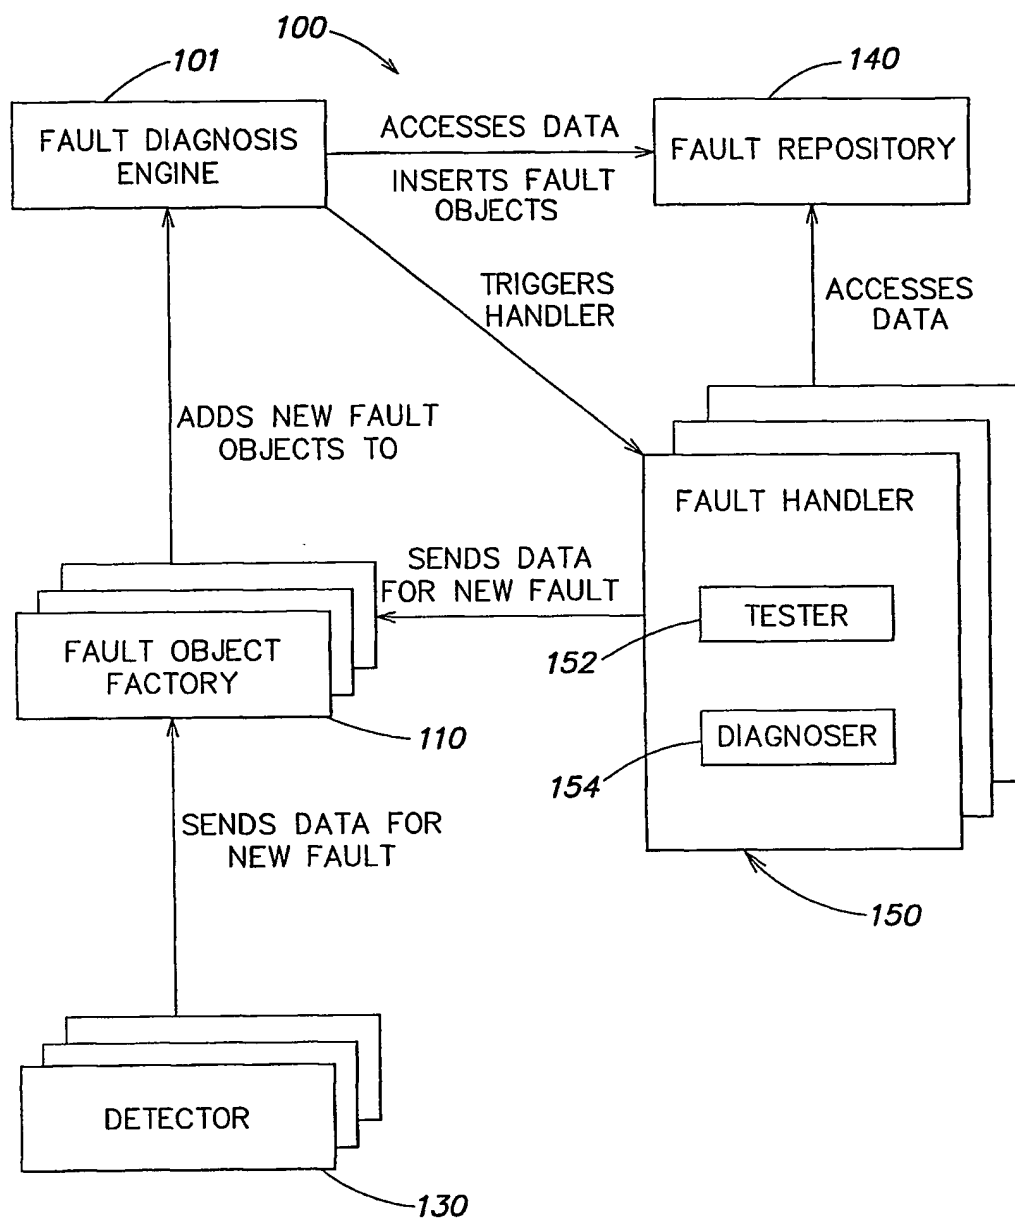 100
101
140
FAULT DIAGNOSIS
ENGINE
ACCESSES DATA
INSERTS FAULT
OBJECTS
FAULT REPOSITORY
TRIGGERS
HANDLER
ACCESSES
DATA
ADDS NEW FAULT
OBJECTS TO
FAULT HANDLER
SENDS DATA
FOR NEW FAULT
TESTER
152
FAULT OBJECT
FACTORY
110
DIAGNOSER
154
SENDS DATA FOR
NEW FAULT
150
DETECTOR
130